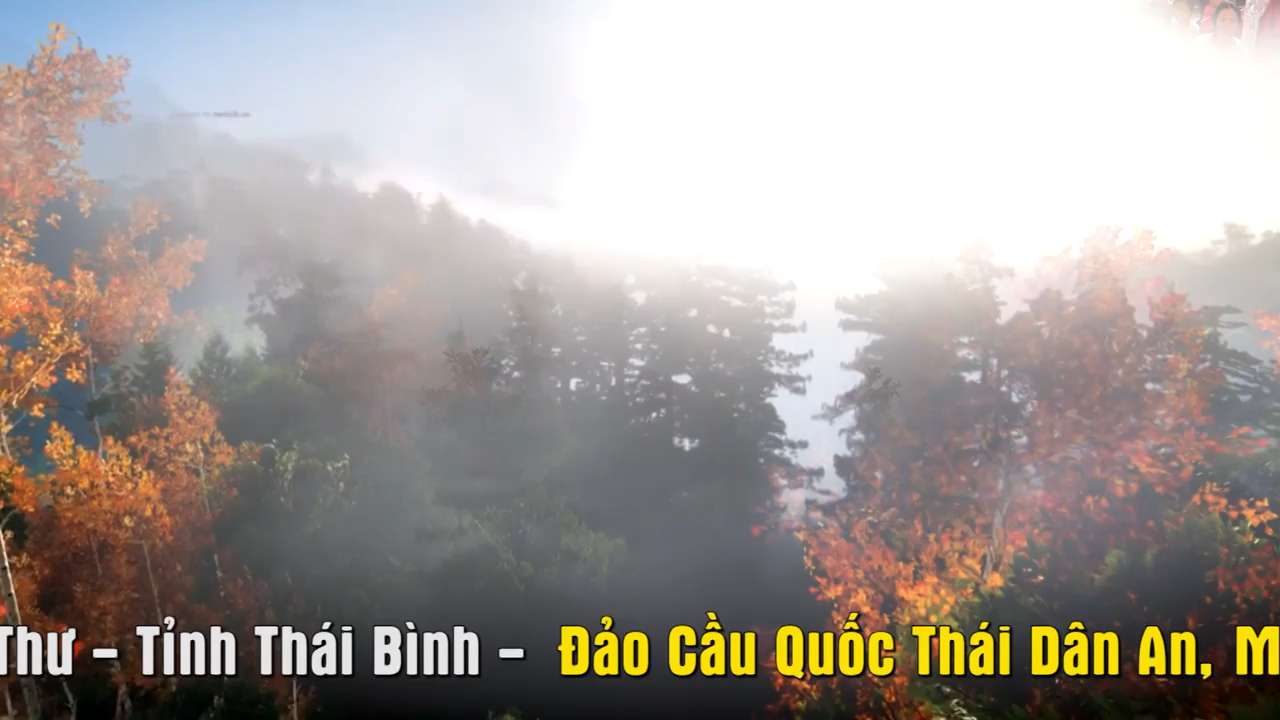 Thư – Tỉnh Thái Bình – Đảo Cầu Quốc Thái Dân An,